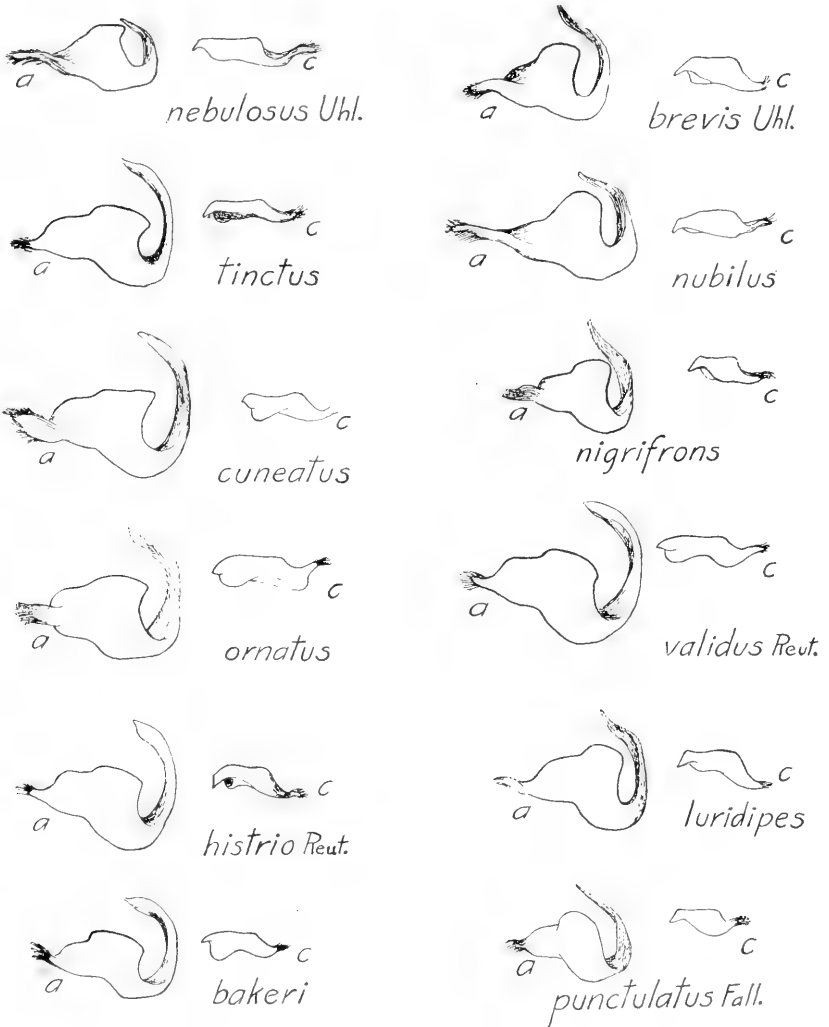 a c
nebulosus Uhl.
a c
brevis Uhl.
a c
tinctus
a c
nubilus
a c
cuneatus
a c
nigrifrons
a c
ornatus
a c
validus Reut.
a c
histrio Reut.
a c
luridipes
a c
bakeri
a c
punctulatus Fall.